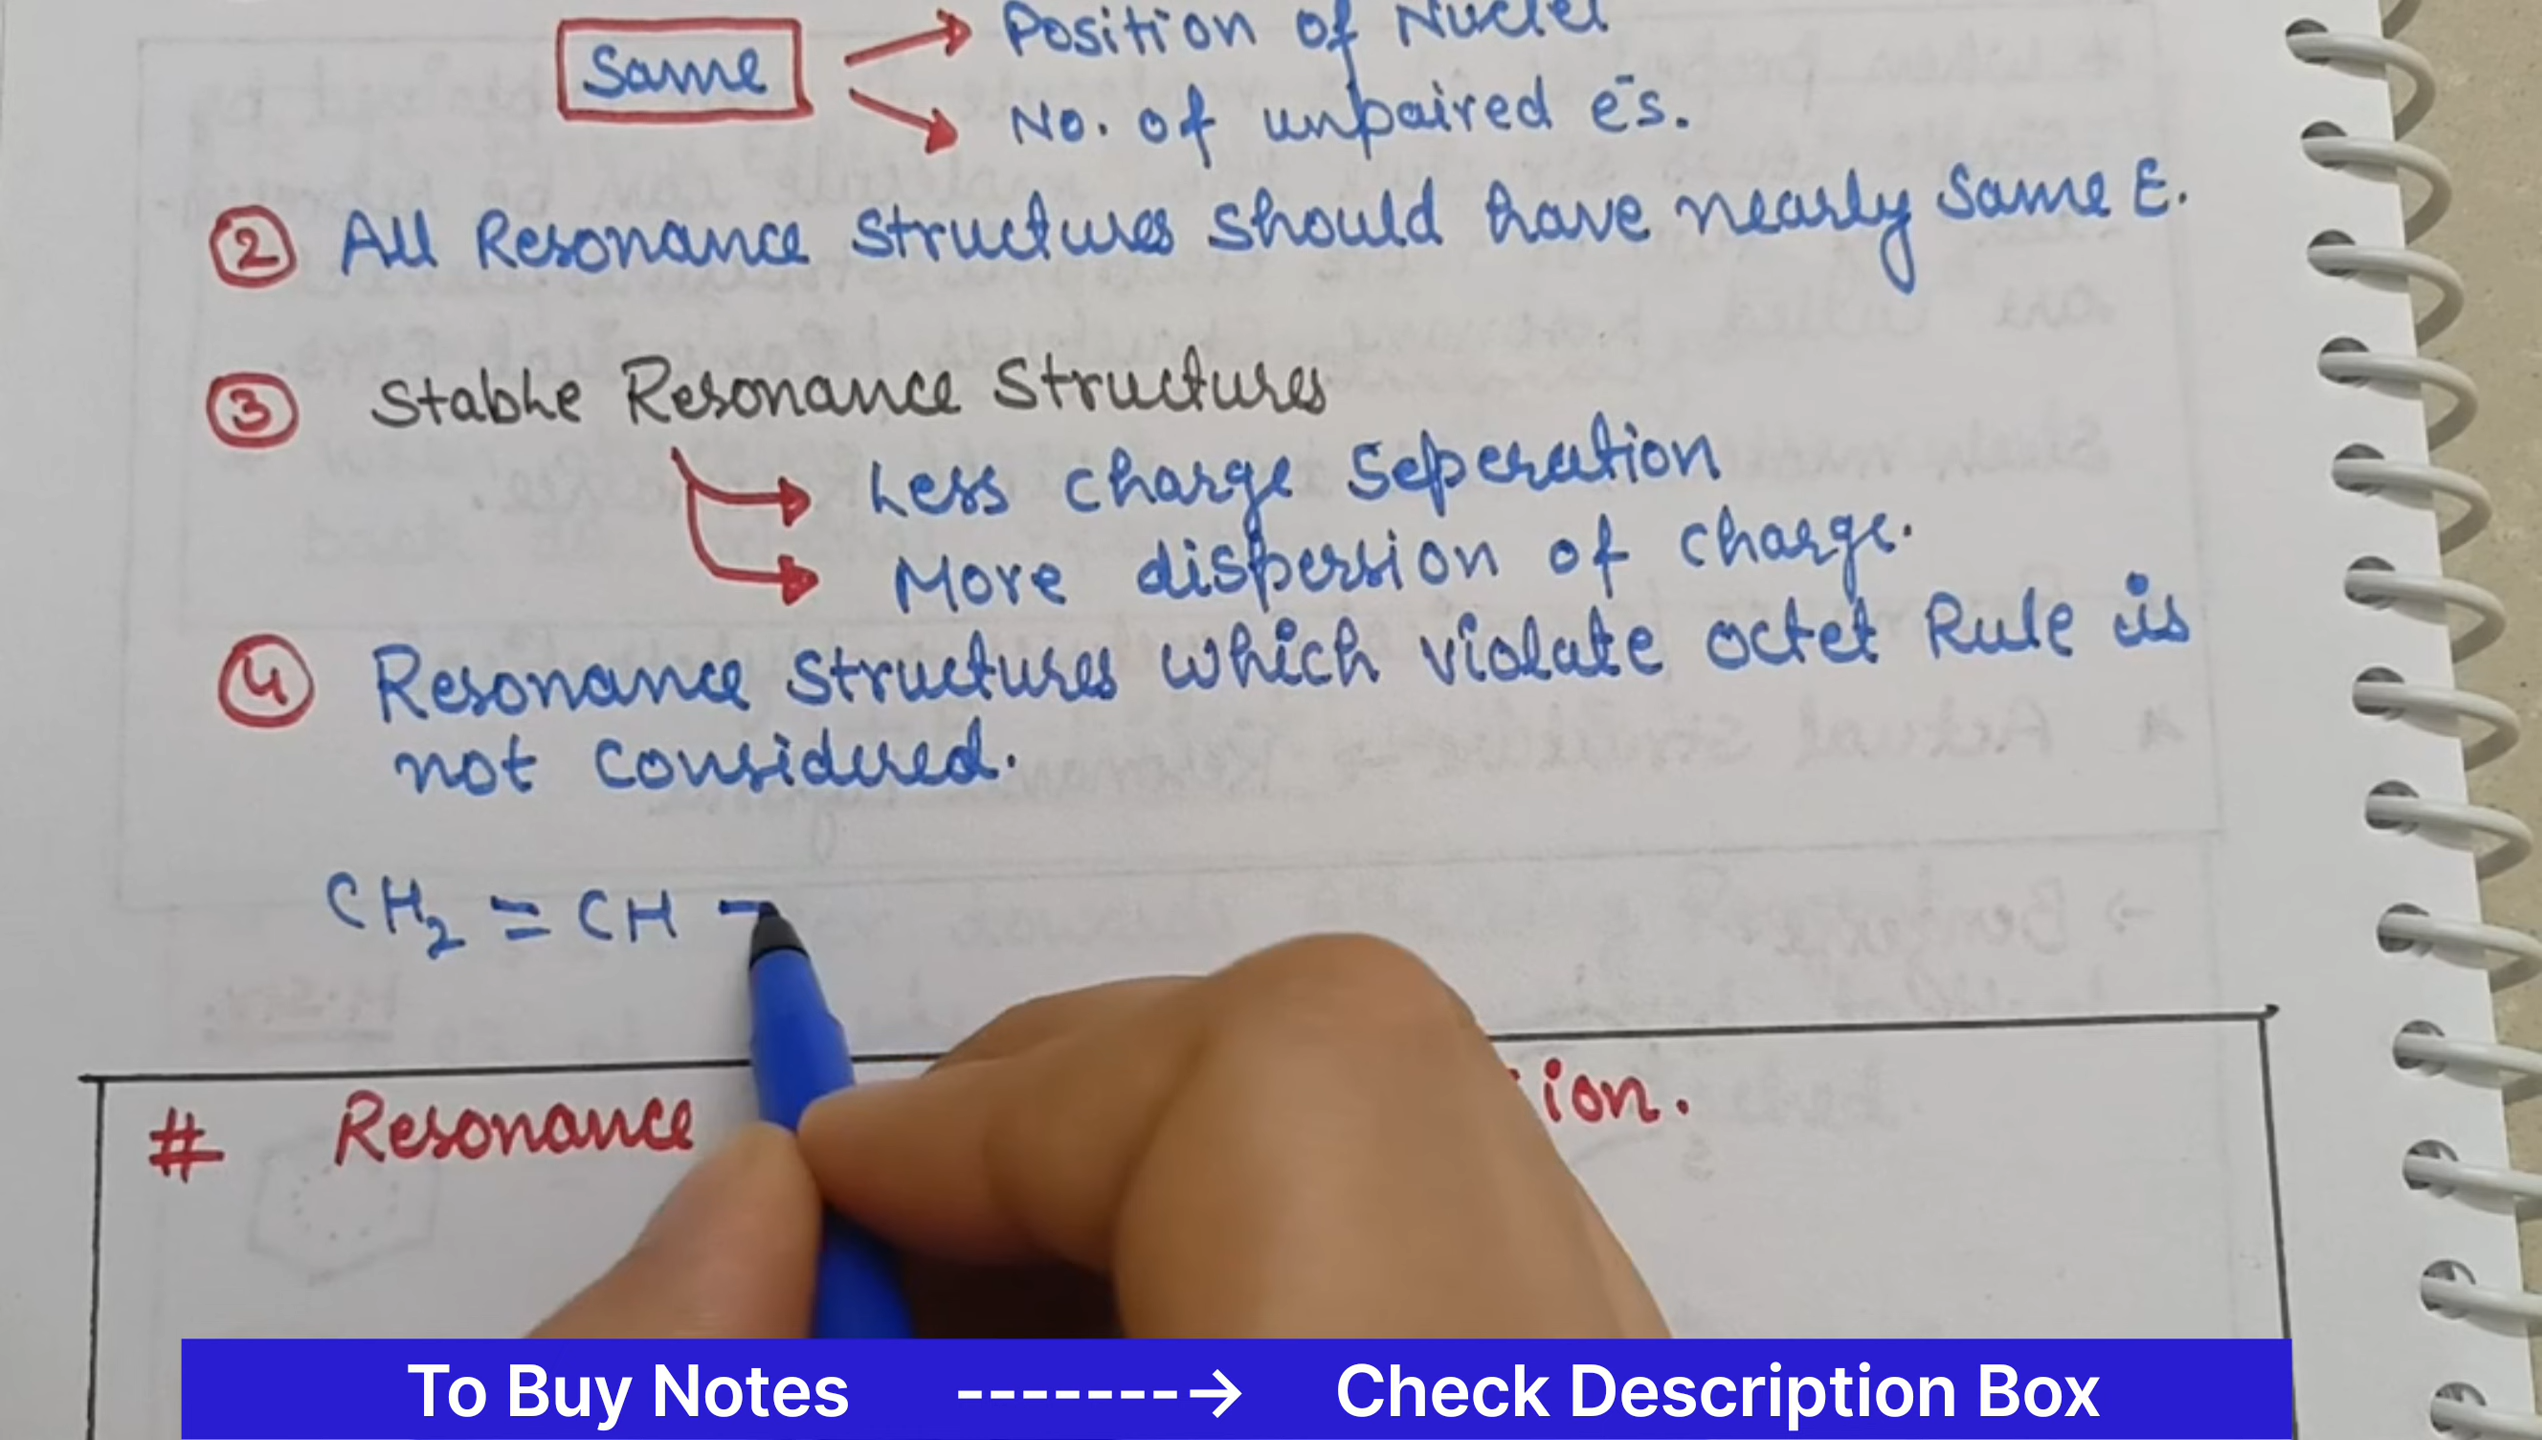 Same
Position of Nuclei
No. of unpaired e⁻s.
② All Resonance Structures Should have nearly Same E.
③ Stable Resonance Structures
Less charge Seperation
More dispersion of charge.
④ Resonance Structures which violate octet Rule is
not considered.
CH₂ = CH -
# Resonance
ion.
To Buy Notes -------→ Check Description Box